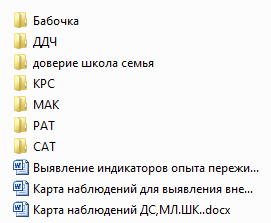 Бабочка
ДДЧ
доверие школа семья
КРС
МАК
РАТ
САТ
Выявление индикаторов опыта пережи...
Карта наблюдений для выявления вне...
Карта наблюдений ДС,МЛ.ШК..docx